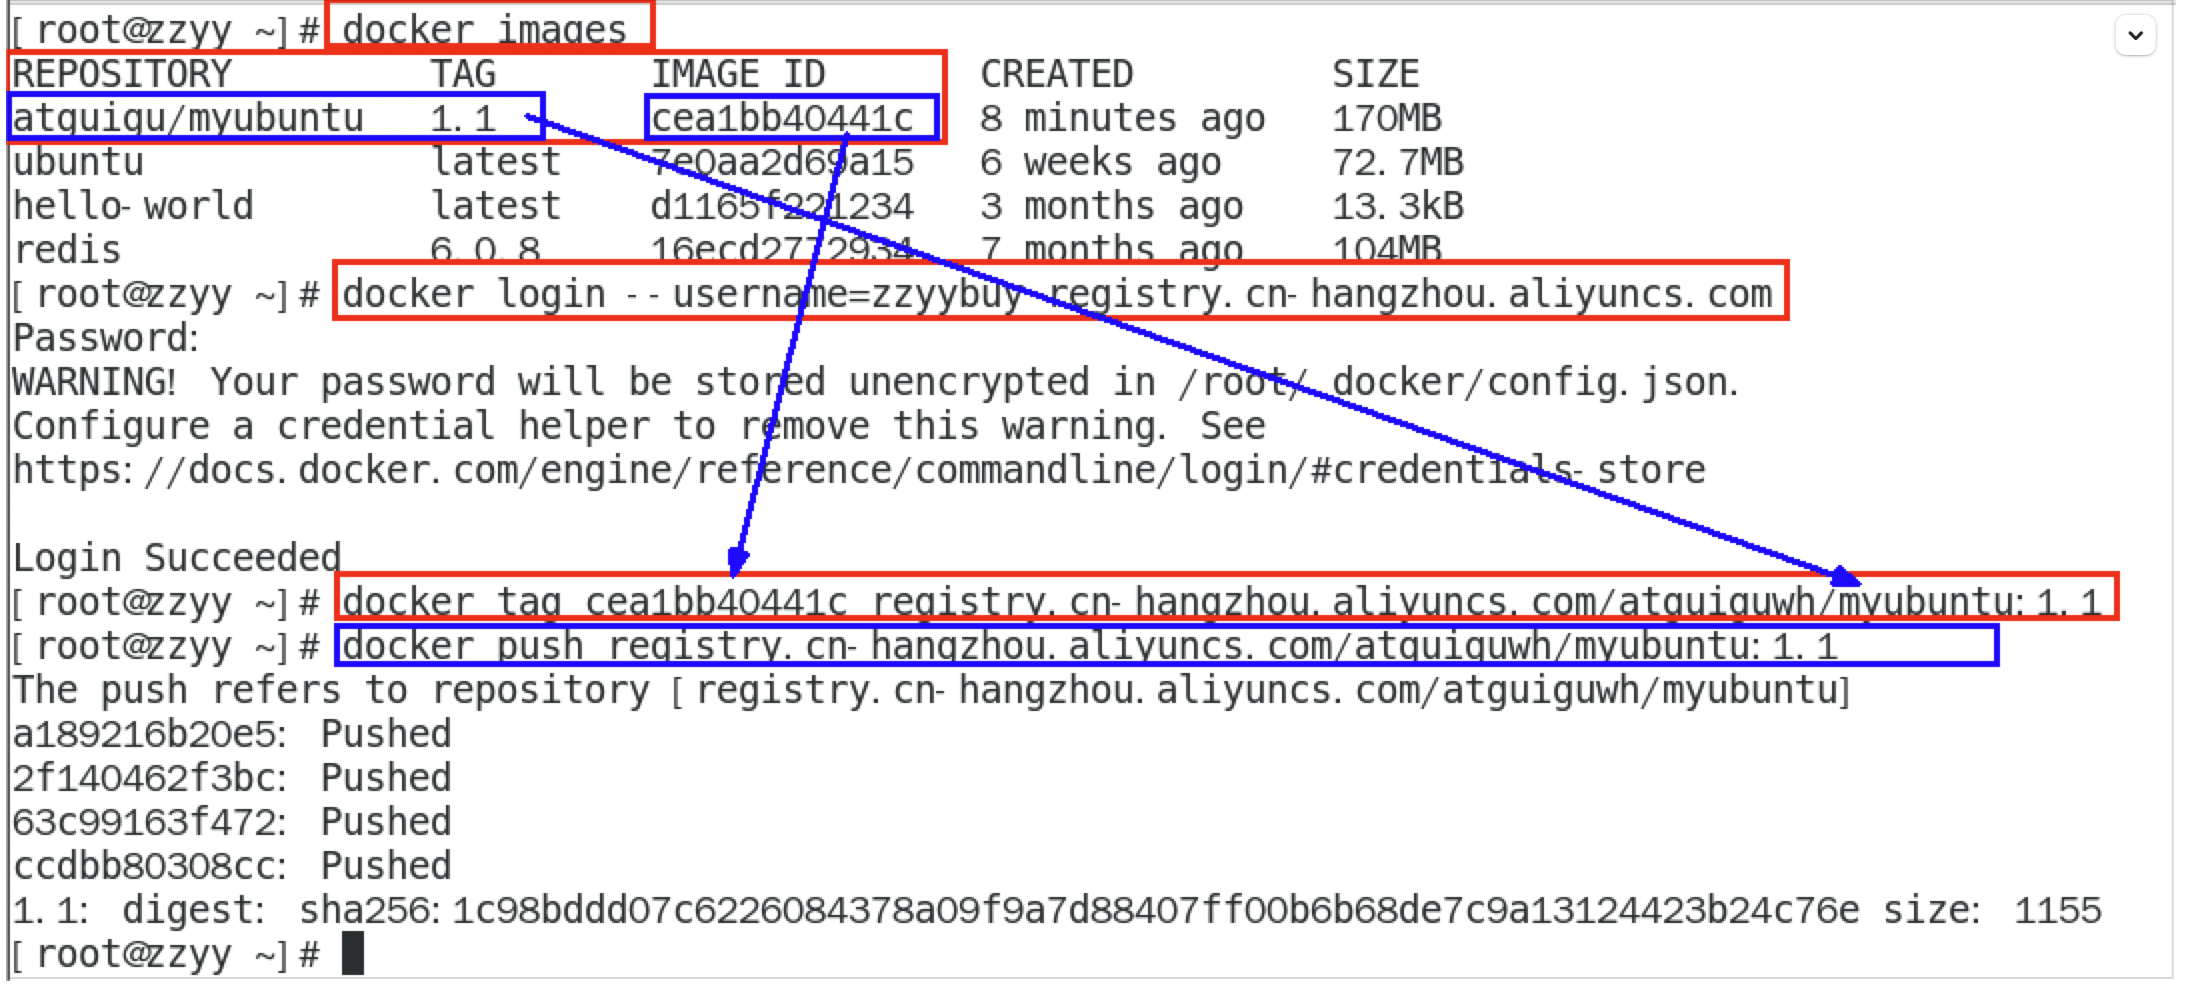 [root@zzyy ~]# docker images
REPOSITORY TAG IMAGE ID CREATED SIZE
atguigu/myubuntu 1.1 cea1bb40441c 8 minutes ago 170MB
ubuntu latest 7e0aa2d69a15 6 weeks ago 72.7MB
hello-world latest d1165f221234 3 months ago 13.3kB
redis 6.0.8 16ecd2772934 7 months ago 104MB
[root@zzyy ~]# docker login --username=zzyybuy registry.cn-hangzhou.aliyuncs.com
Password:
WARNING! Your password will be stored unencrypted in /root/.docker/config.json.
Configure a credential helper to remove this warning. See
https://docs.docker.com/engine/reference/commandline/login/#credentials-store
Login Succeeded
[root@zzyy ~]# docker tag cea1bb40441c registry.cn-hangzhou.aliyuncs.com/atguiguwh/myubuntu:1.1
[root@zzyy ~]# docker push registry.cn-hangzhou.aliyuncs.com/atguiguwh/myubuntu:1.1
The push refers to repository [registry.cn-hangzhou.aliyuncs.com/atguiguwh/myubuntu]
a189216b20e5: Pushed
2f140462f3bc: Pushed
63c99163f472: Pushed
ccdbb80308cc: Pushed
1.1: digest: sha256:1c98bddd07c6226084378a09f9a7d88407ff00b6b68de7c9a13124423b24c76e size: 1155
[root@zzyy ~]#